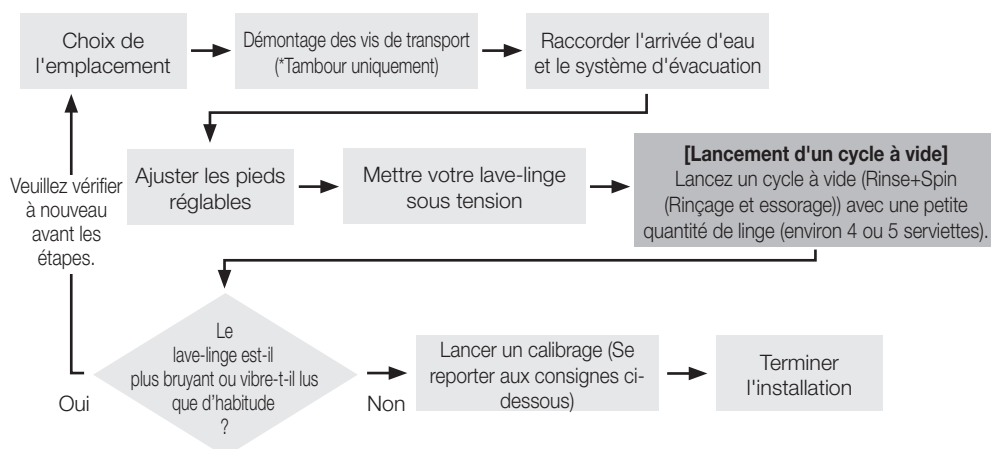 Choix de
l'emplacement
Démontage des vis de transport
(*Tambour uniquement)
Raccorder l'arrivée d'eau
et le système d'évacuation
Ajuster les pieds
réglables
Mettre votre lave-linge
sous tension
[Lancement d'un cycle à vide]
Lancez un cycle à vide (Rinse+Spin
(Rinçage et essorage)) avec une petite
quantité de linge (environ 4 ou 5 serviettes).
Veuillez vérifier
à nouveau
avant les
étapes.
Le
lave-linge est-il
plus bruyant ou vibre-t-il lus
que d'habitude
?
Oui
Non
Lancer un calibrage (Se
reporter aux consignes ci-
dessous)
Terminer
l'installation